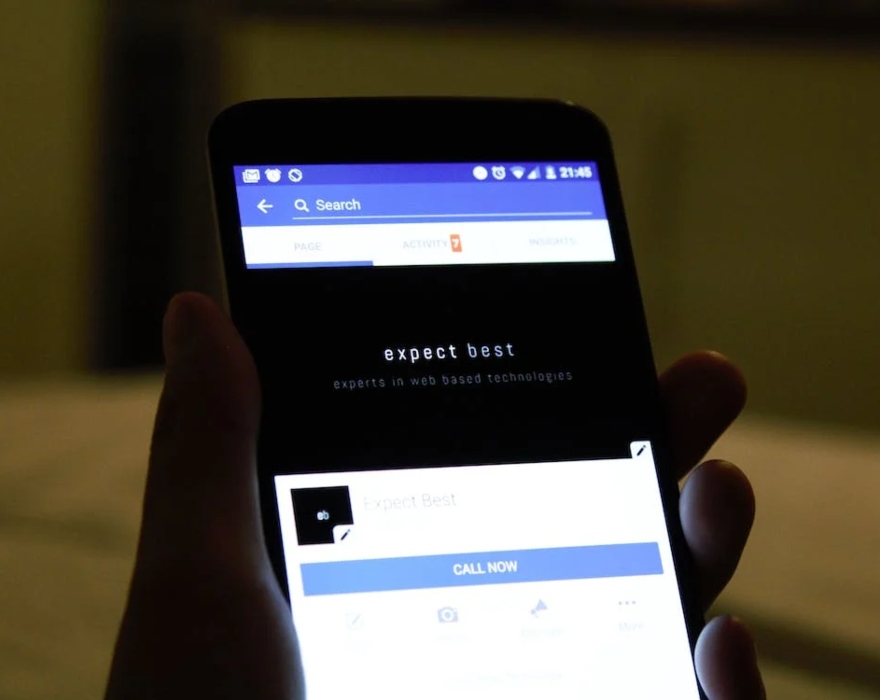 21:45
Search
PAGE ACTIVITY 7 INSIGHTS
expect best
experts in web based technologies
eb
Expect Best
CALL NOW
More